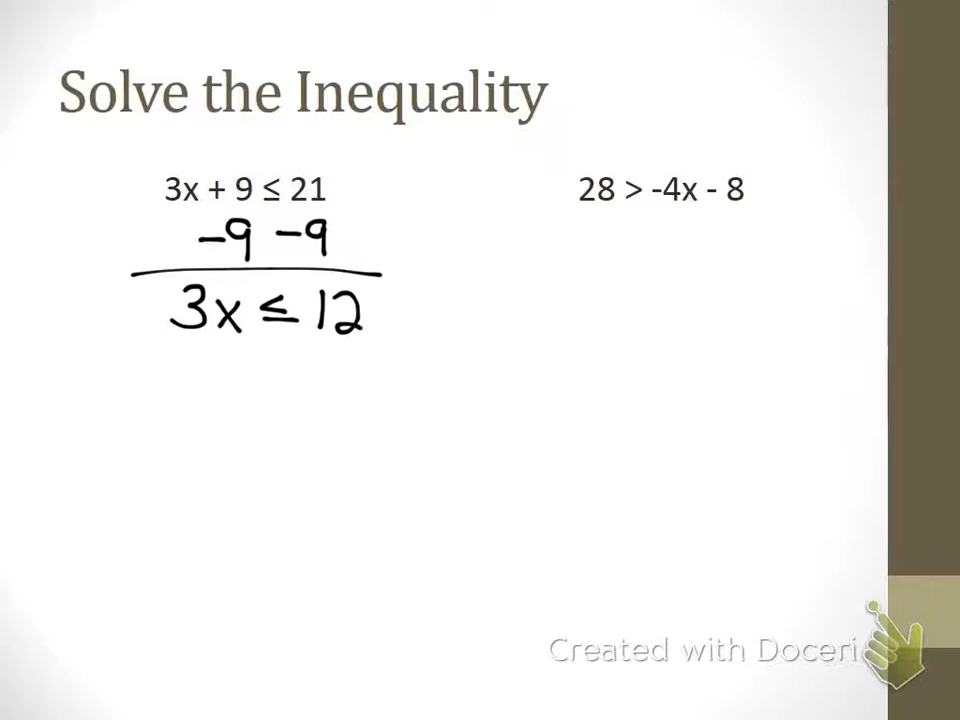 Solve the Inequality
3x + 9 ≤ 21
-9 -9
3x ≤ 12
28 > -4x - 8
Created with Doceri